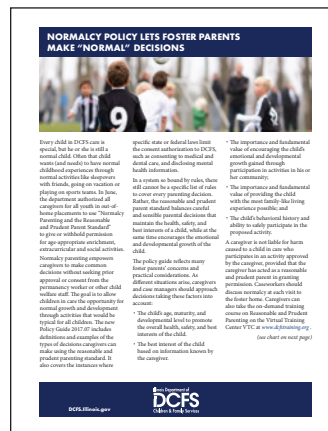 NORMALCY POLICY LETS FOSTER PARENTS
MAKE “NORMAL” DECISIONS
9
Every child in DCFS care is
special, but he or she is still a
normal child. Often that child
wants (and needs) to have normal
childhood experiences through
normal activities like sleepovers
with friends, going on vacation or
playing on sports teams. In June,
the department authorized all
caregivers for all youth in out-of-
home placements to use “Normalcy
Parenting and the Reasonable
and Prudent Parent Standard”
to give or withhold permission
for age-appropriate enrichment,
extracurricular and social activities.
Normalcy parenting empowers
caregivers to make common
decisions without seeking prior
approval or consent from the
permanency worker or other child
welfare staff. The goal is to allow
children in care the opportunity for
normal growth and development
through activities that would be
typical for all children. The new
Policy Guide 2017.07 includes
definitions and examples of the
types of decisions caregivers can
make using the reasonable and
prudent parenting standard. It
also covers the instances where
specific state or federal laws limit
the consent authorization to DCFS,
such as consenting to medical and
dental care, and disclosing mental
health information.
In a system so bound by rules, there
still cannot be a specific list of rules
to cover every parenting decision.
Rather, the reasonable and prudent
parent standard balances careful
and sensible parental decisions that
maintain the health, safety, and
best interests of a child, while at the
same time encourages the emotional
and developmental growth of the
child in care.
The policy guide reflects many
foster parents’ concerns and
practical considerations. As
different situations arise, caregivers
and case managers should approach
decisions taking these factors into
account:
• The child’s age, maturity, and
developmental level to promote
the overall health, safety, and best
interests of the child.
• The best interest of the child
based on information known by
the caregiver.
• The importance and fundamental
value of encouraging the child’s
emotional and developmental
growth gained through
participation in activities in his or
her community.
• The importance and fundamental
value of providing the child
with the most family-like living
experience possible; and
• The child’s behavioral history and
ability to safely participate in the
proposed activity.
A caregiver is not liable for harm
caused to a child who participates
in an activity approved by the
caregiver, provided that the
caregiver has acted as a reasonable
and prudent parent in granting
permission. Caseworkers should
discuss normalcy at each visit to
the foster home. Caregivers can
also take the on-demand training
course on Reasonable and Prudent
Parenting on the Virtual Training
Center VTC at www.dcfstraining.org .
(see chart on next page)
DCFS.Illinois.gov
Illinois Department of
DCFS
Children & Family Services